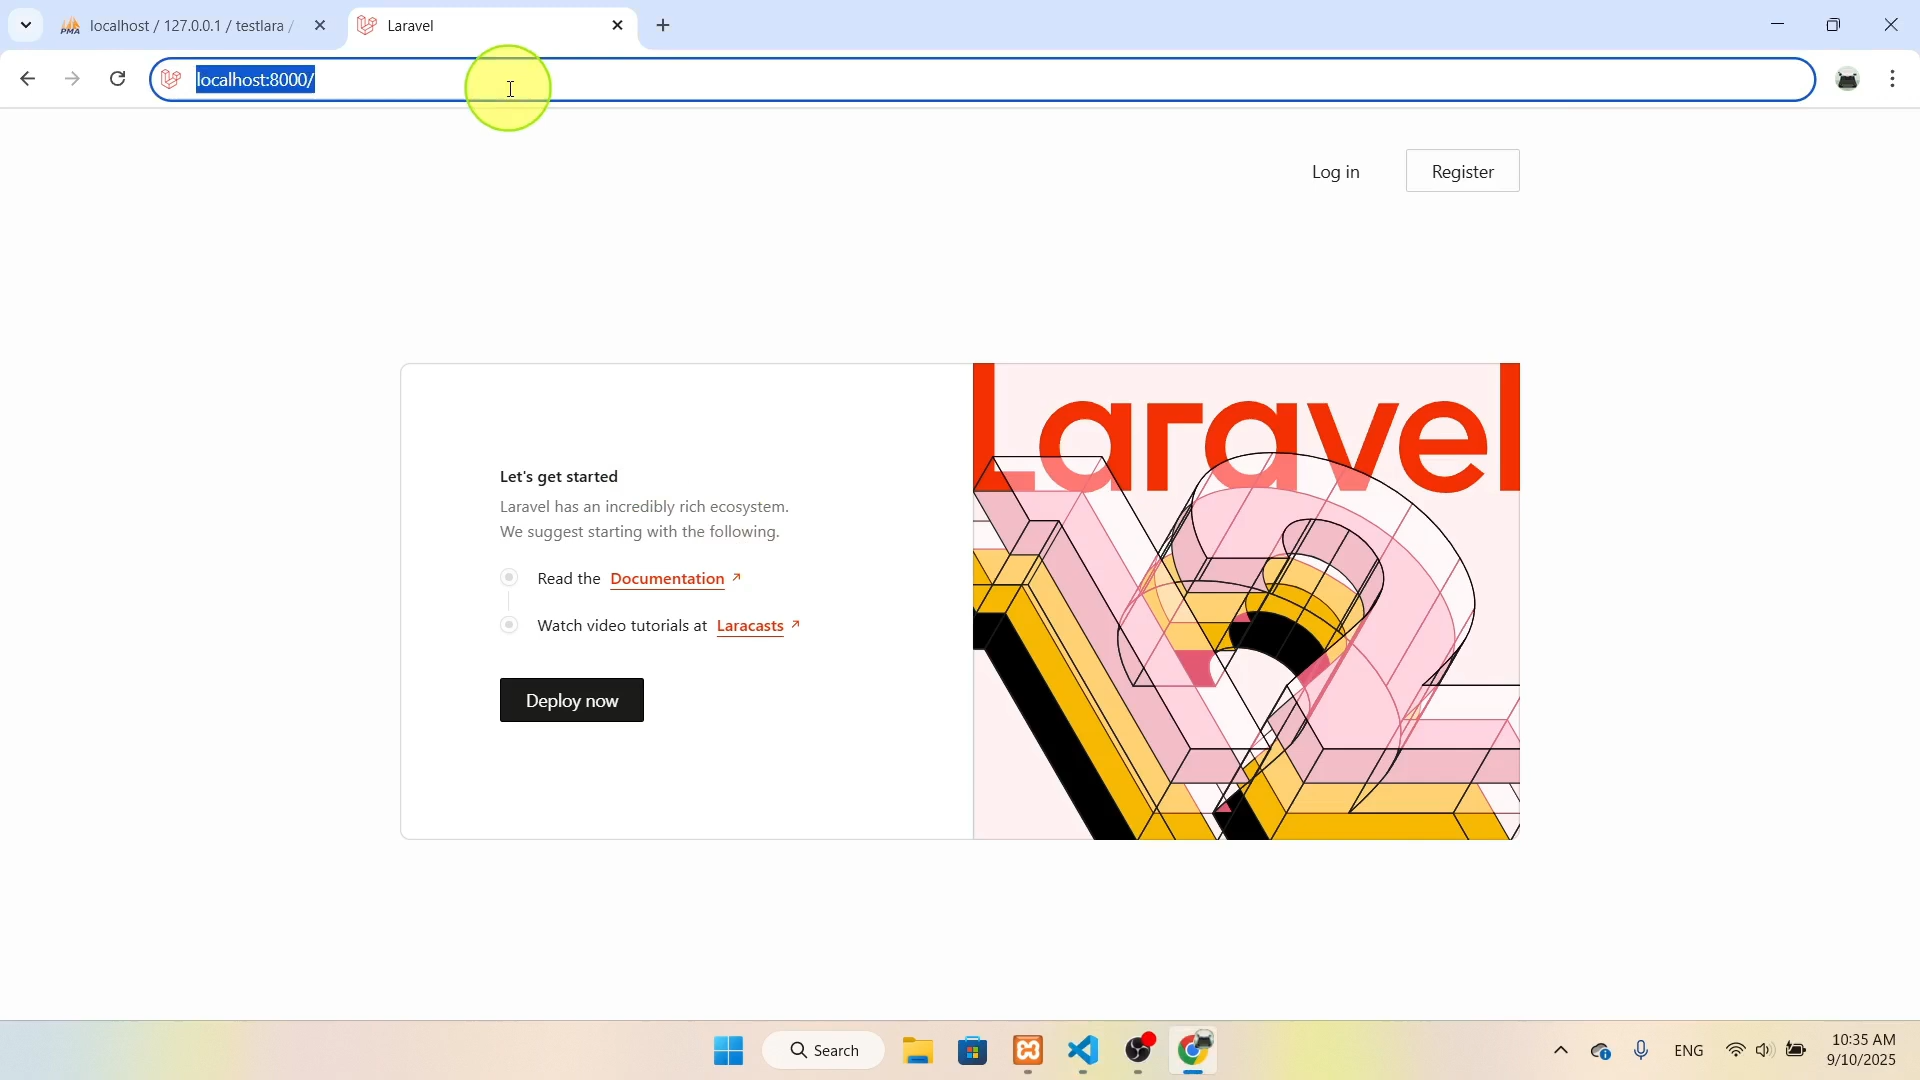 localhost / 127.0.0.1 / testlara /
Laravel
localhost:8000/
Log in
Register
Laravel
Let's get started
Laravel has an incredibly rich ecosystem.
We suggest starting with the following.
Read the Documentation
Watch video tutorials at Laracasts
Deploy now
Search
ENG
10:35 AM
9/10/2025